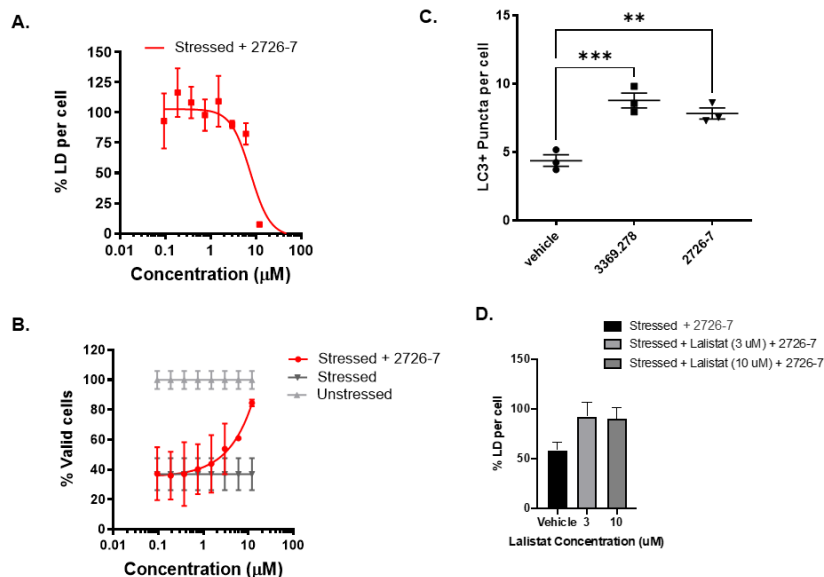 A.
Stressed + 2726-7
150
125
100
75
50
25
0
% LD per cell
0.01 0.1 1 10 100
Concentration (µM)
B.
Stressed + 2726-7
Stressed
Unstressed
120
100
80
60
40
20
0
% Valid cells
0.01 0.1 1 10 100
Concentration (µM)
C.
**
***
15
10
5
0
LC3+ Puncta per cell
vehicle
3369.278
2726-7
D.
Stressed + 2726-7
Stressed + Lalistat (3 uM) + 2726-7
Stressed + Lalistat (10 uM) + 2726-7
150
100
50
0
% LD per cell
Vehicle 3 10
Lalistat Concentration (uM)